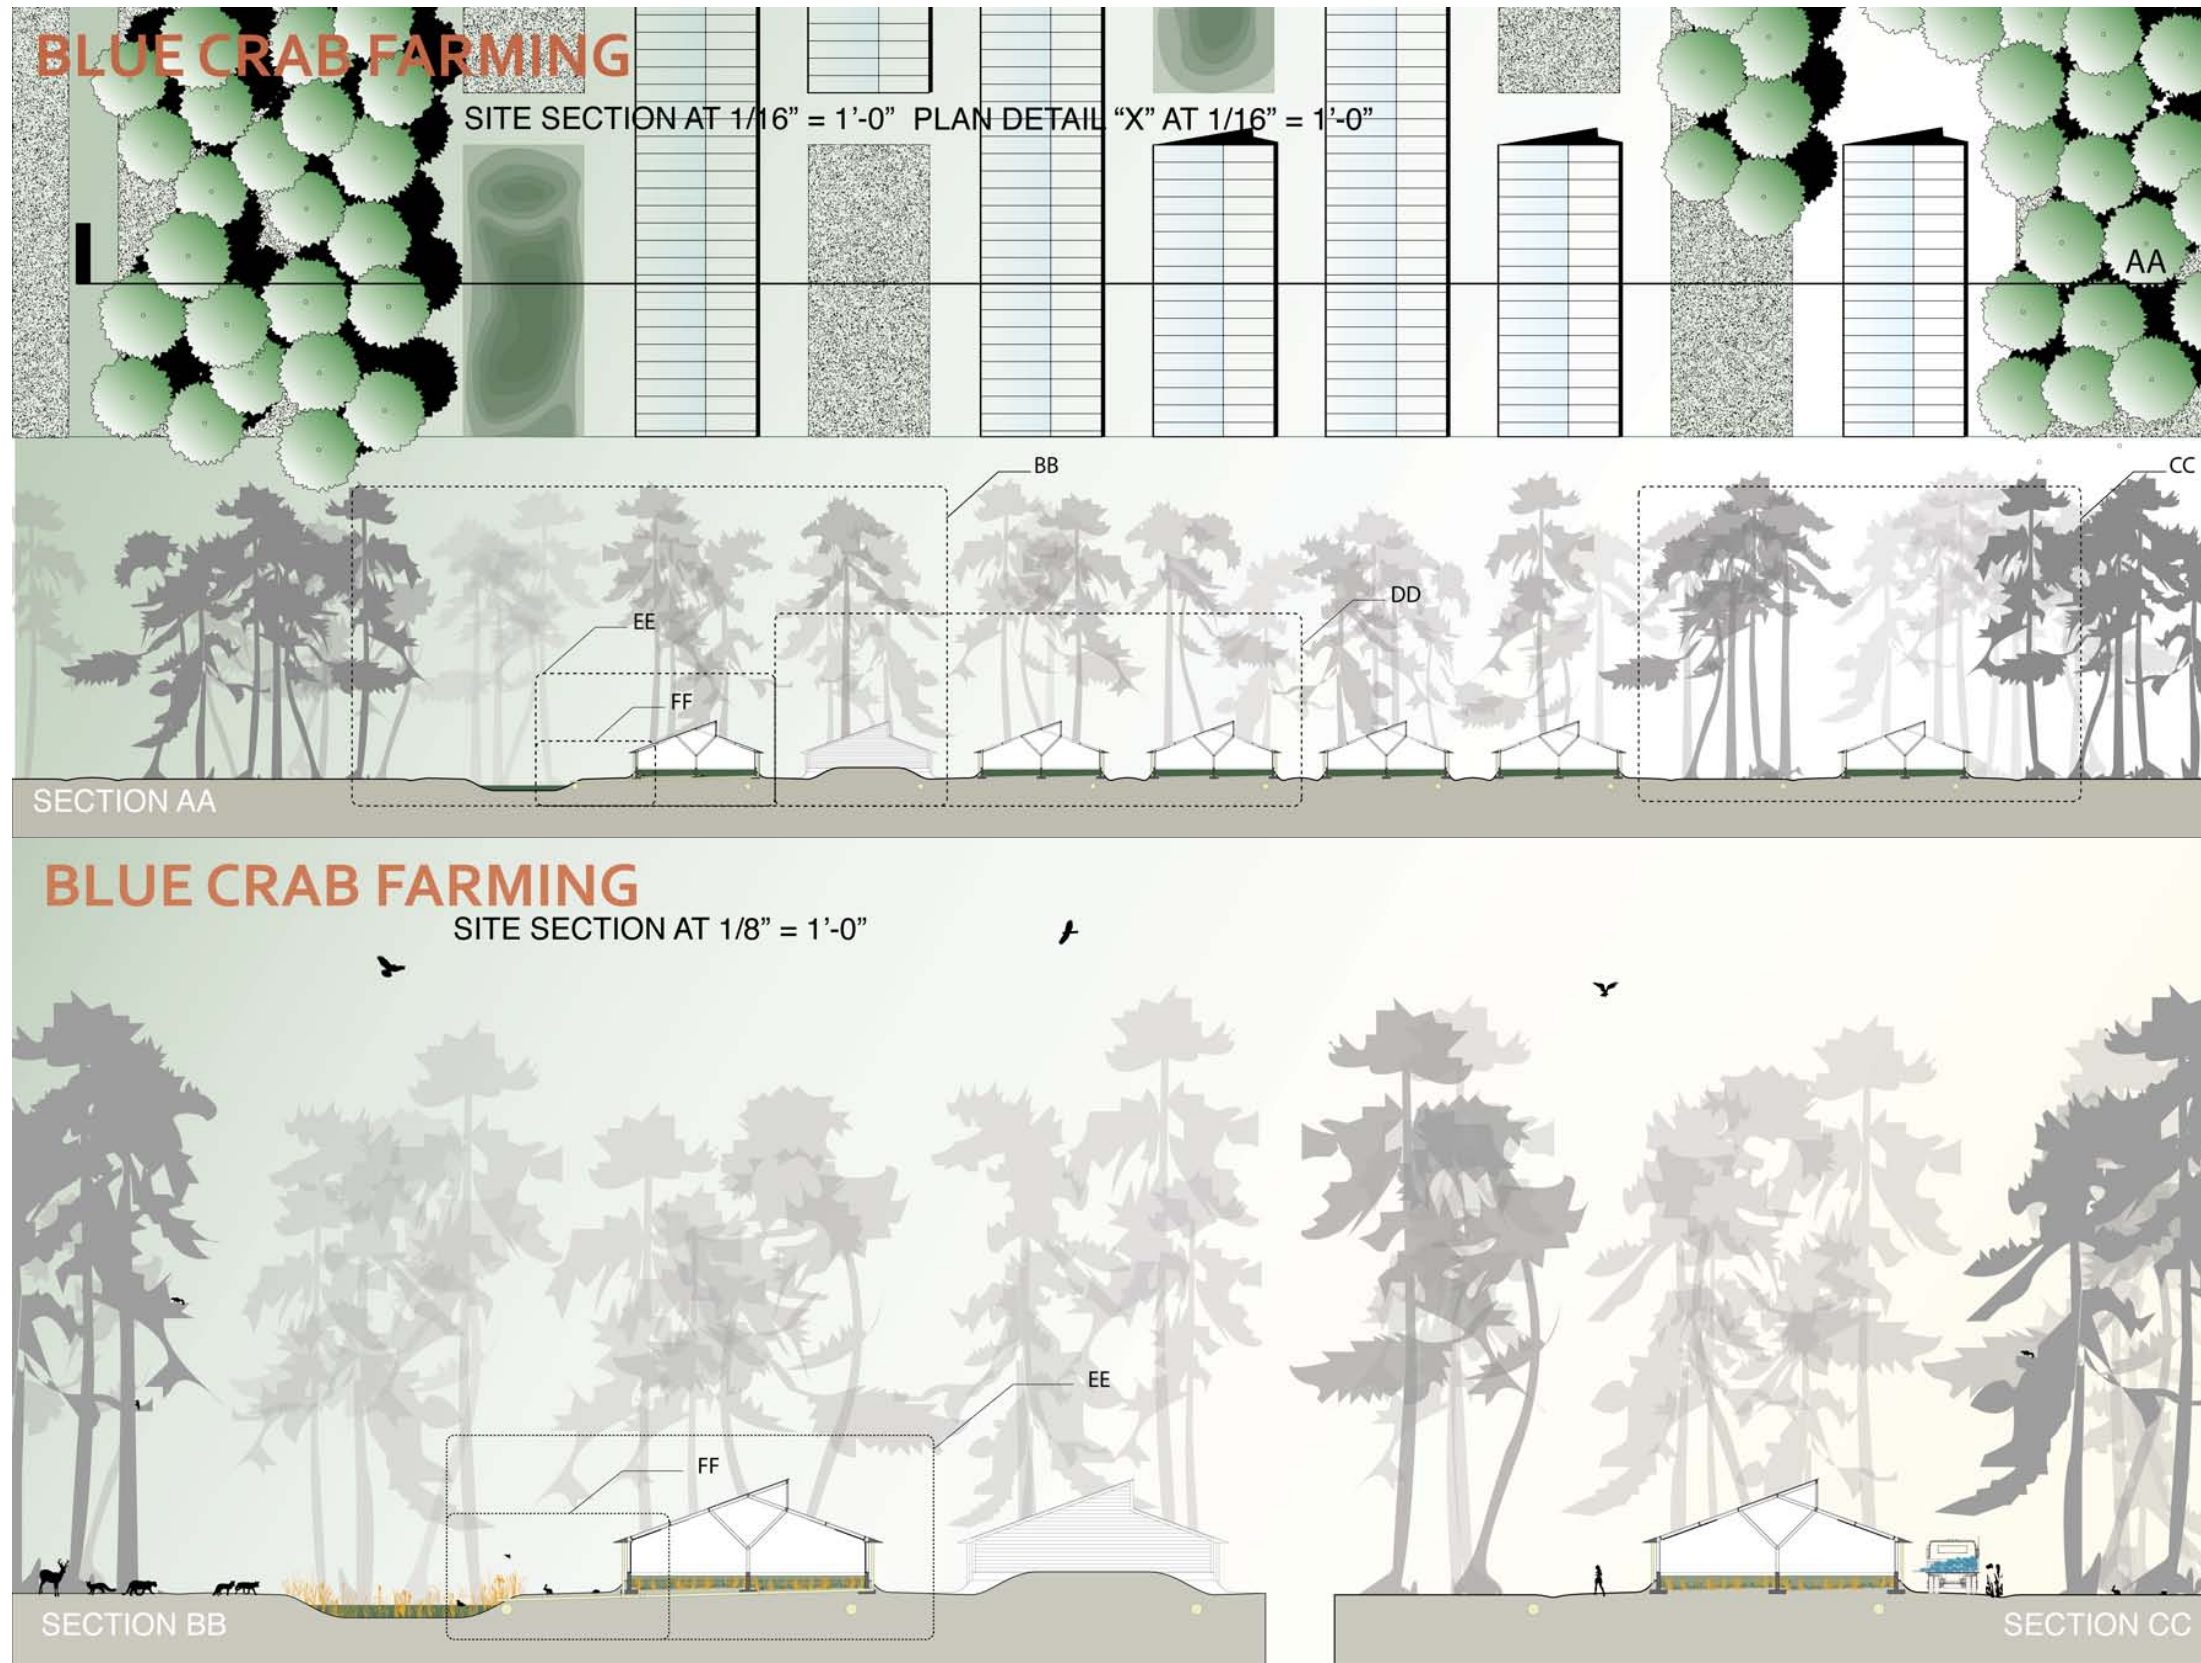 BLUE CRAB FARMING
SITE SECTION AT 1/16” = 1’-0” PLAN DETAIL “X” AT 1/16” = 1’-0”
AA
BB
CC
DD
EE
FF
SECTION AA
BLUE CRAB FARMING
SITE SECTION AT 1/8” = 1’-0”
EE
FF
SECTION BB
SECTION CC